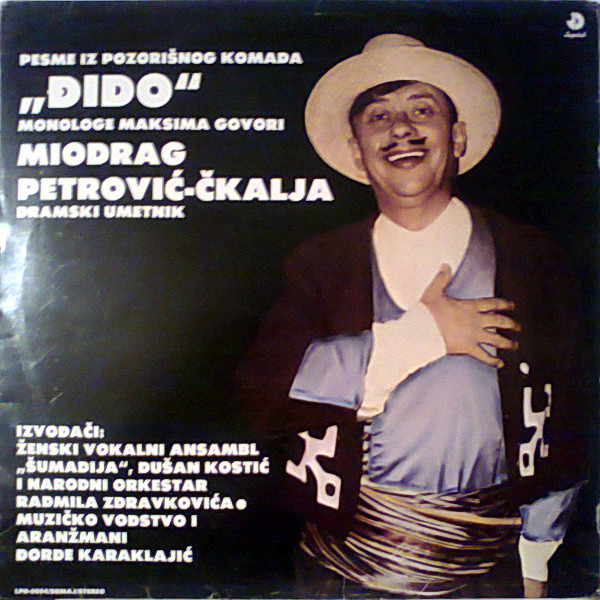 PESME IZ POZORIŠNOG KOMADA
„ĐIDO“
MONOLOGE MAKSIMA GOVORI
MIODRAG
PETROVIĆ-ČKALJA
DRAMSKI UMETNIK
IZVOĐAČI:
ŽENSKI VOKALNI ANSAMBL
„ŠUMADIJA“, DUŠAN KOSTIĆ
I NARODNI ORKESTAR
RADMILA ZDRAVKOVIĆA •
MUZIČKO VODSTVO I
ARANŽMANI
ĐORĐE KARAKLAJIĆ